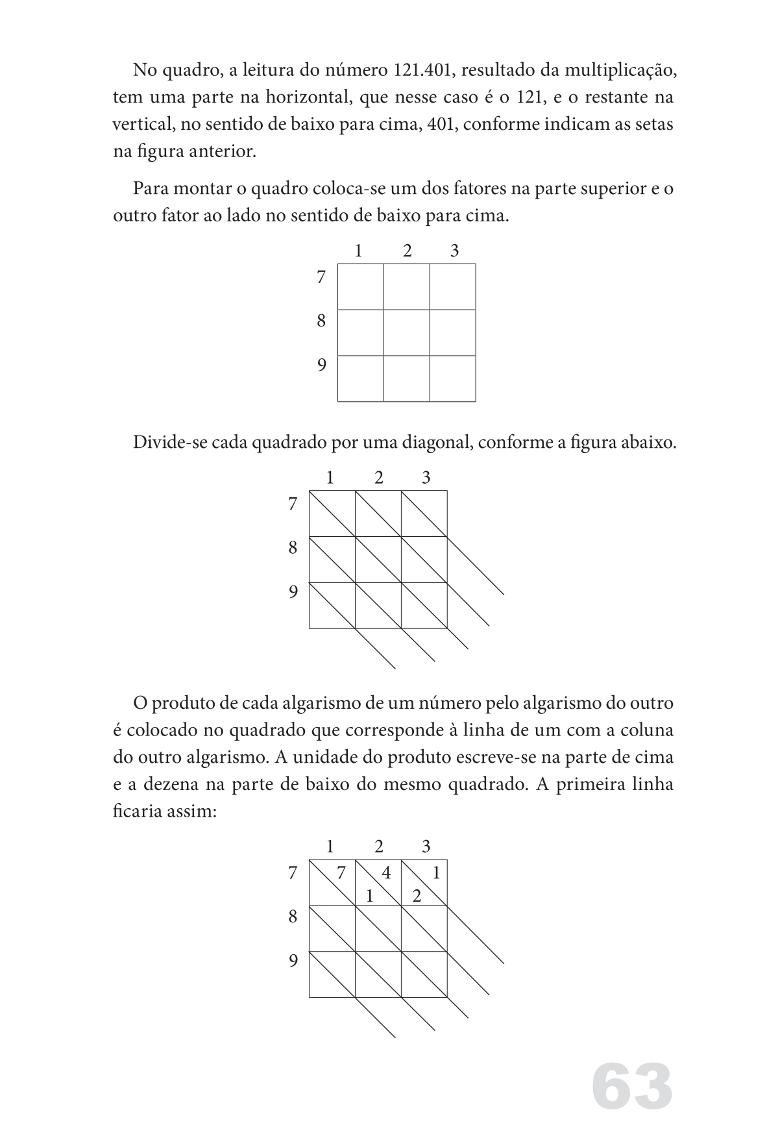 No quadro, a leitura do número 121.401, resultado da multiplicação,
tem uma parte na horizontal, que nesse caso é o 121, e o restante na
vertical, no sentido de baixo para cima, 401, conforme indicam as setas
na figura anterior.
Para montar o quadro coloca-se um dos fatores na parte superior e o
outro fator ao lado no sentido de baixo para cima.
1 2 3
7
8
9
Divide-se cada quadrado por uma diagonal, conforme a figura abaixo.
1 2 3
7
8
9
O produto de cada algarismo de um número pelo algarismo do outro
é colocado no quadrado que corresponde à linha de um com a coluna
do outro algarismo. A unidade do produto escreve-se na parte de cima
e a dezena na parte de baixo do mesmo quadrado. A primeira linha
ficaria assim:
1 2 3
7 7 4 1
1 2
8
9
63